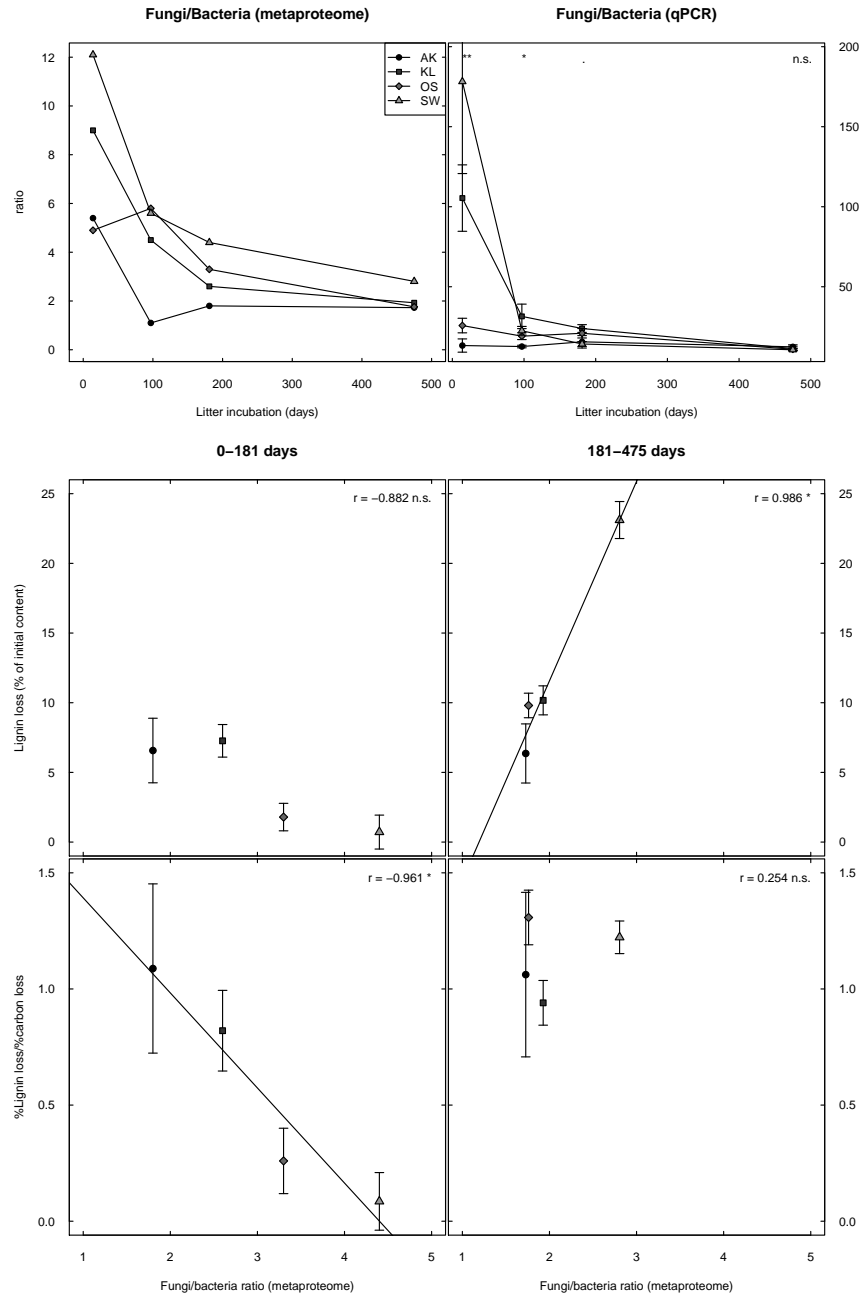 Fungi/Bacteria (metaproteome)
Fungi/Bacteria (qPCR)
12
10
8
6
4
2
0
ratio
AK
KL
OS
SW
0 100 200 300 400 500
Litter incubation (days)
** * . n.s.
200
150
100
50
0 100 200 300 400 500
Litter incubation (days)
0–181 days
181–475 days
25
20
15
10
5
0
Lignin loss (% of initial content)
r = −0.882 n.s.
r = 0.986 *
25
20
15
10
5
0
1.5
1.0
0.5
0.0
%Lignin loss/%carbon loss
r = −0.961 *
r = 0.254 n.s.
1.5
1.0
0.5
0.0
1 2 3 4 5
Fungi/bacteria ratio (metaproteome)
1 2 3 4 5
Fungi/bacteria ratio (metaproteome)